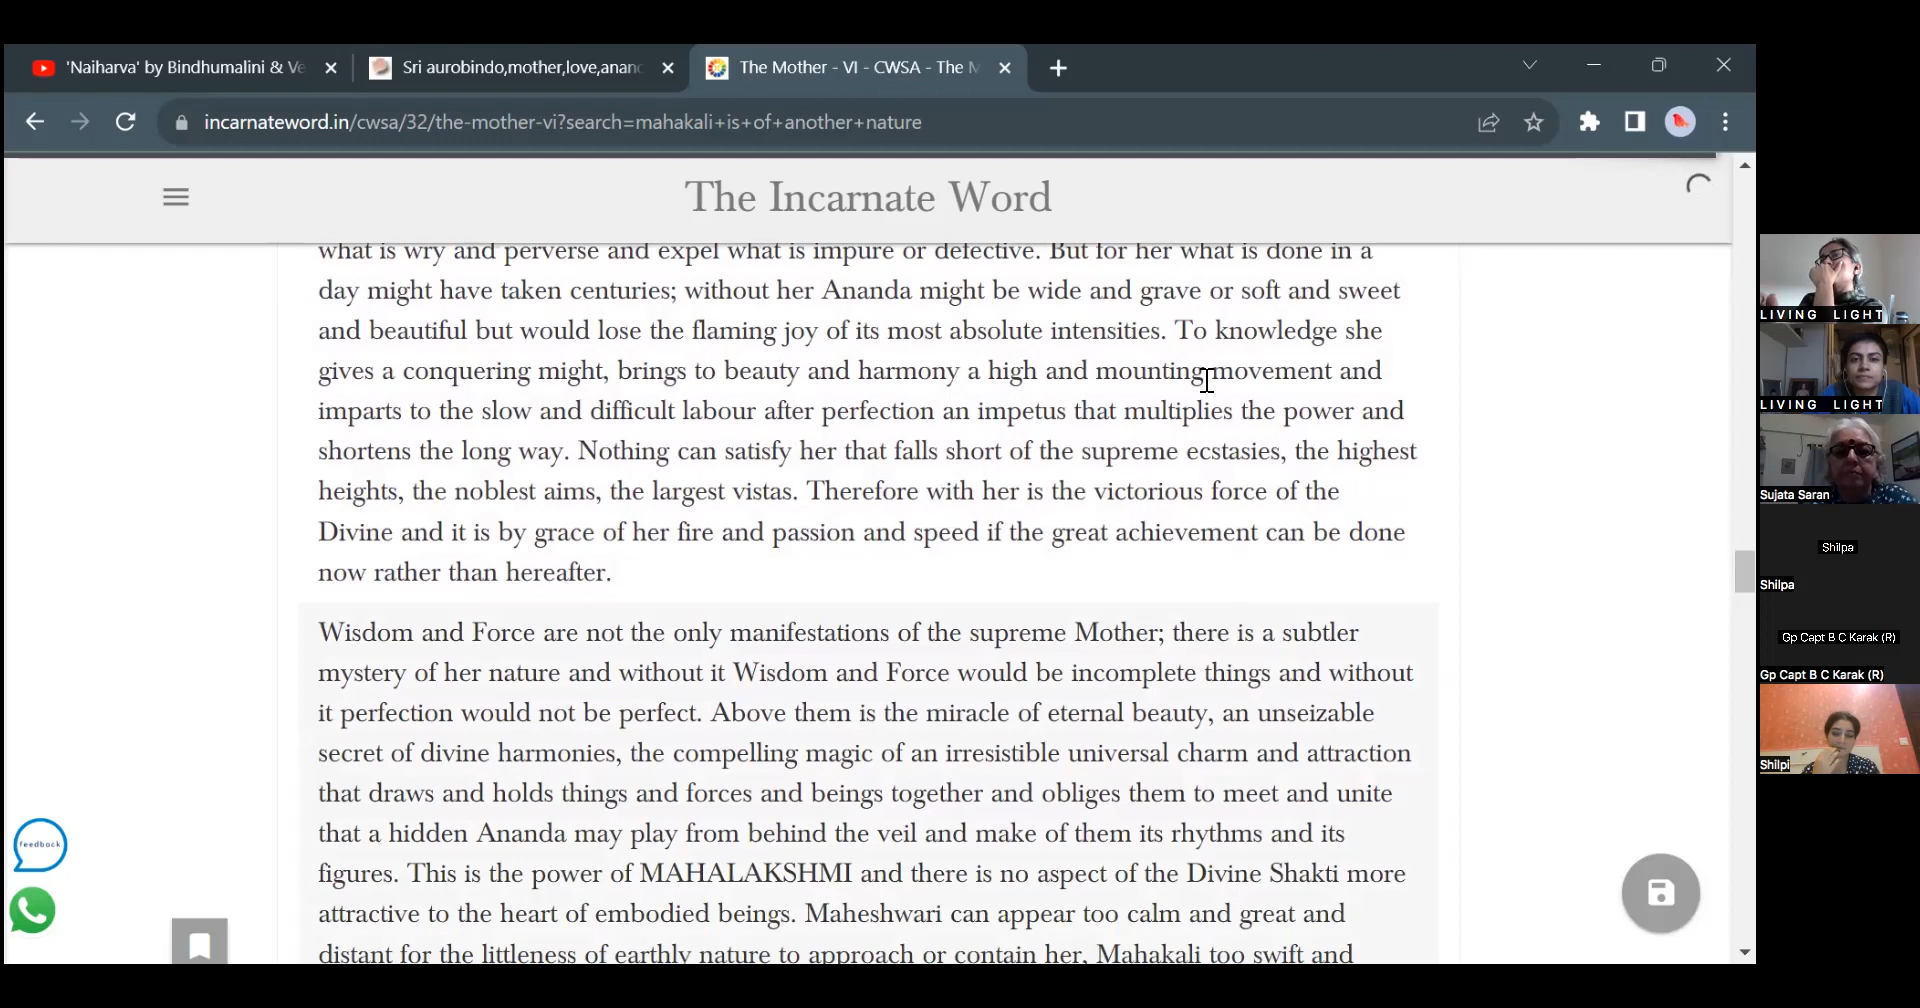 'Naiharva' by Bindhumalini & Ve
Sri aurobindo,mother,love,anand
The Mother - VI - CWSA - The M
incarnateword.in/cwsa/32/the-mother-vi?search=mahakali+is+of+another+nature
The Incarnate Word
what is wry and perverse and expel what is impure or defective. But for her what is done in a
day might have taken centuries; without her Ananda might be wide and grave or soft and sweet
and beautiful but would lose the flaming joy of its most absolute intensities. To knowledge she
gives a conquering might, brings to beauty and harmony a high and mounting movement and
imparts to the slow and difficult labour after perfection an impetus that multiplies the power and
shortens the long way. Nothing can satisfy her that falls short of the supreme ecstasies, the highest
heights, the noblest aims, the largest vistas. Therefore with her is the victorious force of the
Divine and it is by grace of her fire and passion and speed if the great achievement can be done
now rather than hereafter.
Wisdom and Force are not the only manifestations of the supreme Mother; there is a subtler
mystery of her nature and without it Wisdom and Force would be incomplete things and without
it perfection would not be perfect. Above them is the miracle of eternal beauty, an unseizable
secret of divine harmonies, the compelling magic of an irresistible universal charm and attraction
that draws and holds things and forces and beings together and obliges them to meet and unite
that a hidden Ananda may play from behind the veil and make of them its rhythms and its
figures. This is the power of MAHALAKSHMI and there is no aspect of the Divine Shakti more
attractive to the heart of embodied beings. Maheshwari can appear too calm and great and
distant for the littleness of earthly nature to approach or contain her, Mahakali too swift and
feedback
LIVING LIGHT
LIVING LIGHT
Sujata Saran
Shilpa
Shilpa
Gp Capt B C Karak (R)
Gp Capt B C Karak (R)
Shilpi